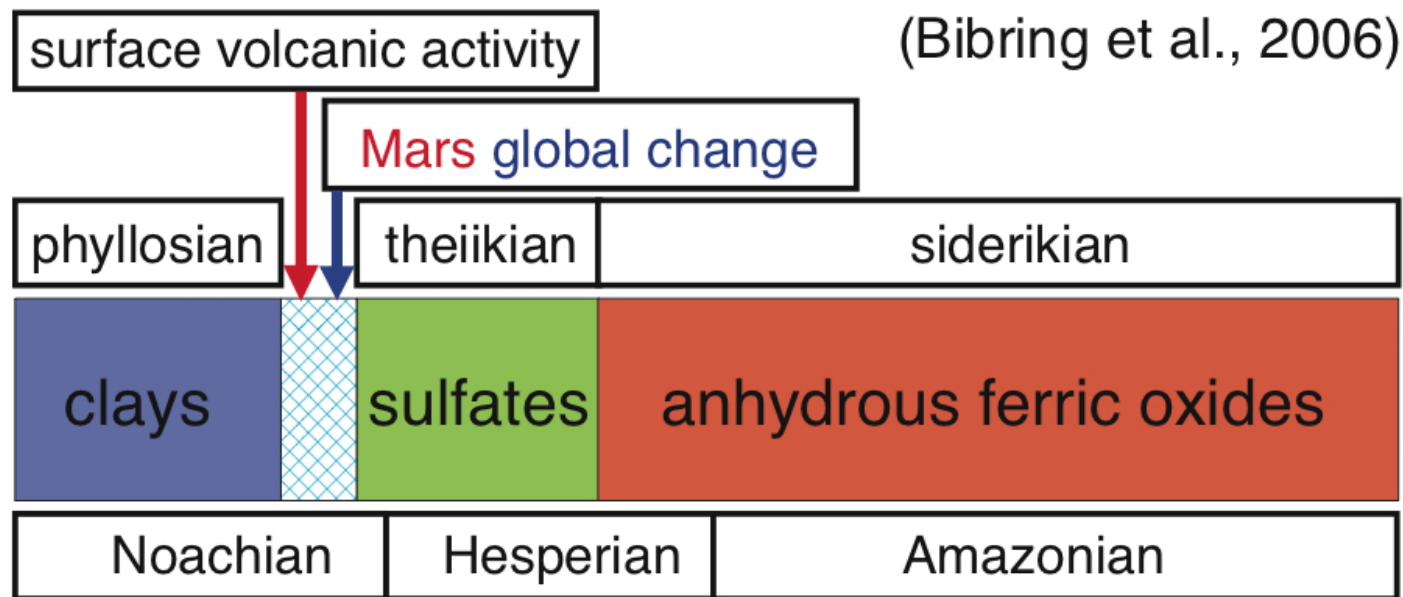 surface volcanic activity
(Bibring et al., 2006)
Mars global change
phyllosian
theiikian
siderikian
clays
sulfates
anhydrous ferric oxides
Noachian
Hesperian
Amazonian